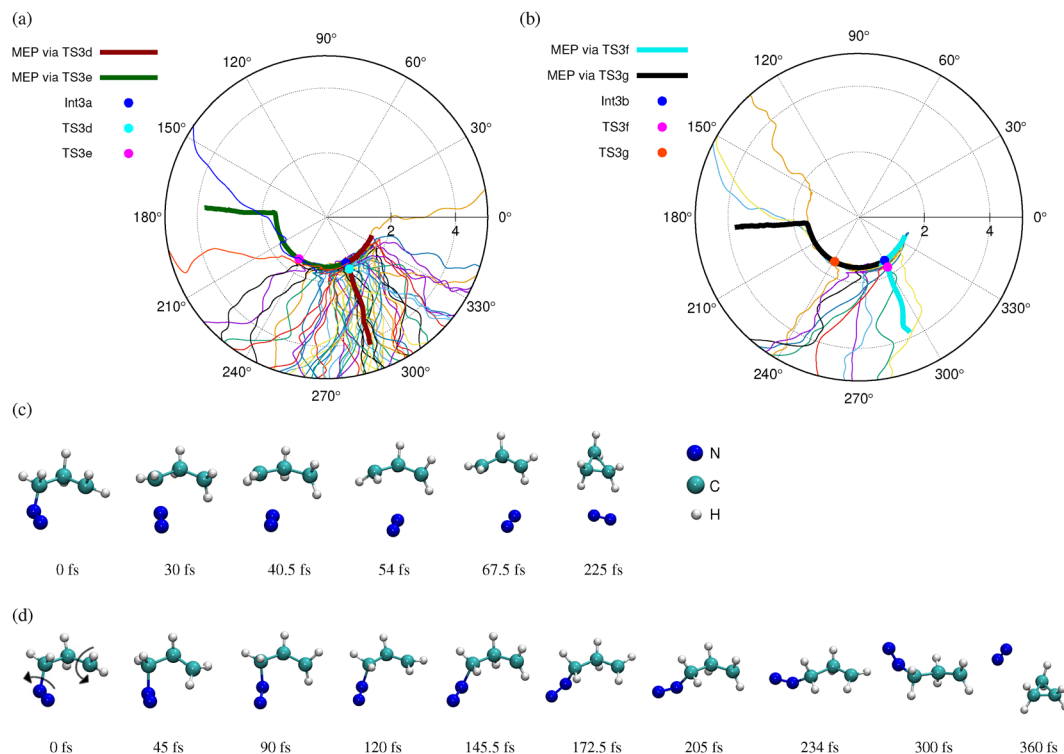 (a)
MEP via TS3d
MEP via TS3e
Int3a
TS3d
TS3e
90°
120°
60°
150°
30°
180°
0°
2
4
210°
330°
240°
300°
270°
(b)
MEP via TS3f
MEP via TS3g
Int3b
TS3f
TS3g
90°
120°
60°
150°
30°
180°
0°
2
4
210°
330°
240°
300°
270°
(c)
N
C
H
0 fs
30 fs
40.5 fs
54 fs
67.5 fs
225 fs
(d)
0 fs
45 fs
90 fs
120 fs
145.5 fs
172.5 fs
205 fs
234 fs
300 fs
360 fs